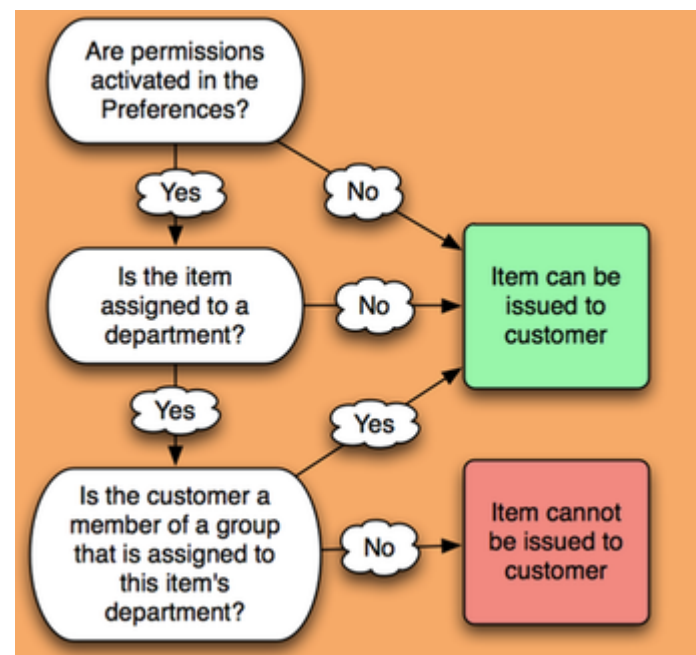 Are permissions
activated in the
Preferences?
Yes
No
Is the item
assigned to a
department?
No
Item can be
issued to
customer
Yes
Yes
Is the customer a
member of a group
that is assigned to
this item's
department?
No
Item cannot
be issued to
customer